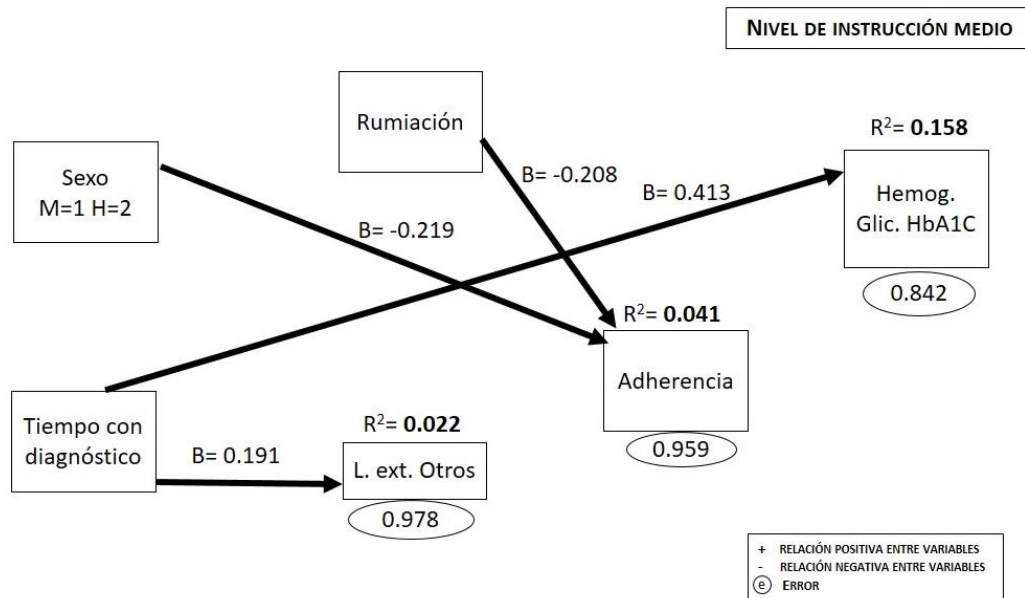 NIVEL DE INSTRUCCIÓN MEDIO
Rumiación
R²= 0.158
Sexo
M=1 H=2
B= -0.208
B= 0.413
Hemog.
Glic. HbA1C
B= -0.219
0.842
R²= 0.041
Adherencia
Tiempo con
diagnóstico
R²= 0.022
B= 0.191
L. ext. Otros
0.959
0.978
+ RELACIÓN POSITIVA ENTRE VARIABLES
- RELACIÓN NEGATIVA ENTRE VARIABLES
e ERROR